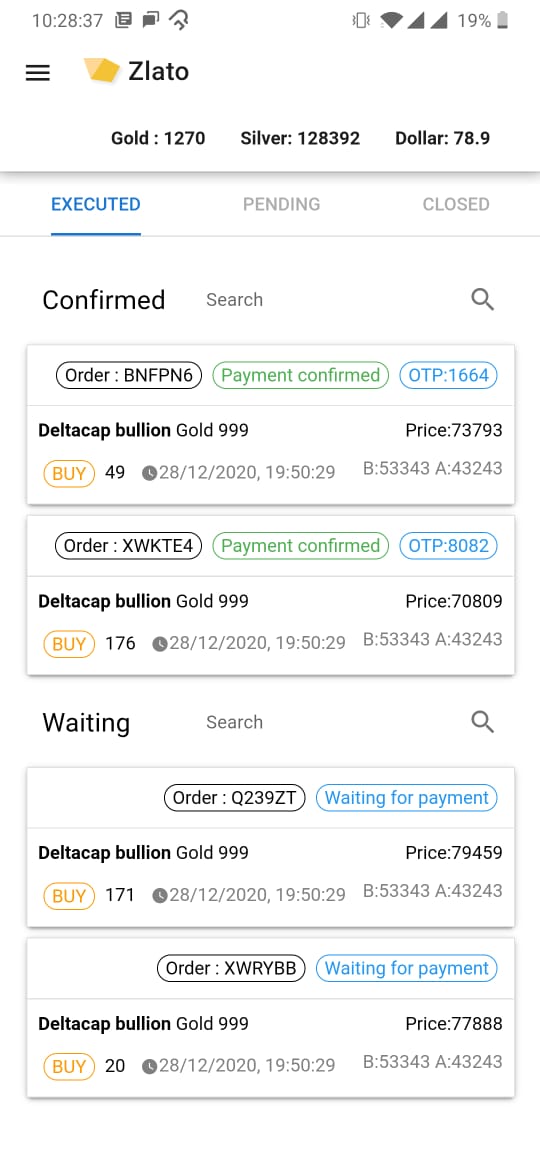 10:28:37 19%
Zlato
Gold : 1270 Silver: 128392 Dollar: 78.9
EXECUTED PENDING CLOSED
Confirmed Search
Order : BNFPN6 Payment confirmed OTP:1664
Deltacap bullion Gold 999 Price:73793
BUY 49 28/12/2020, 19:50:29 B:53343 A:43243
Order : XWKTE4 Payment confirmed OTP:8082
Deltacap bullion Gold 999 Price:70809
BUY 176 28/12/2020, 19:50:29 B:53343 A:43243
Waiting Search
Order : Q239ZT Waiting for payment
Deltacap bullion Gold 999 Price:79459
BUY 171 28/12/2020, 19:50:29 B:53343 A:43243
Order : XWRYBB Waiting for payment
Deltacap bullion Gold 999 Price:77888
BUY 20 28/12/2020, 19:50:29 B:53343 A:43243